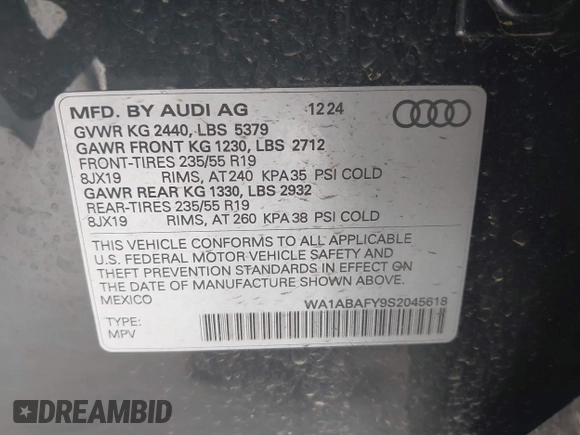 MFD. BY AUDI AG 12 24
GVWR KG 2440, LBS 5379
GAWR FRONT KG 1230, LBS 2712
FRONT-TIRES 235/55 R19
8JX19 RIMS, AT 240 KPA 35 PSI COLD
GAWR REAR KG 1330, LBS 2932
REAR-TIRES 235/55 R19
8JX19 RIMS, AT 260 KPA 38 PSI COLD
THIS VEHICLE CONFORMS TO ALL APPLICABLE
U.S. FEDERAL MOTOR VEHICLE SAFETY AND
THEFT PREVENTION STANDARDS IN EFFECT ON
THE DATE OF MANUFACTURE SHOWN ABOVE.
MEXICO
WA1ABAFY9S2045618
TYPE:
MPV
DREAMBID